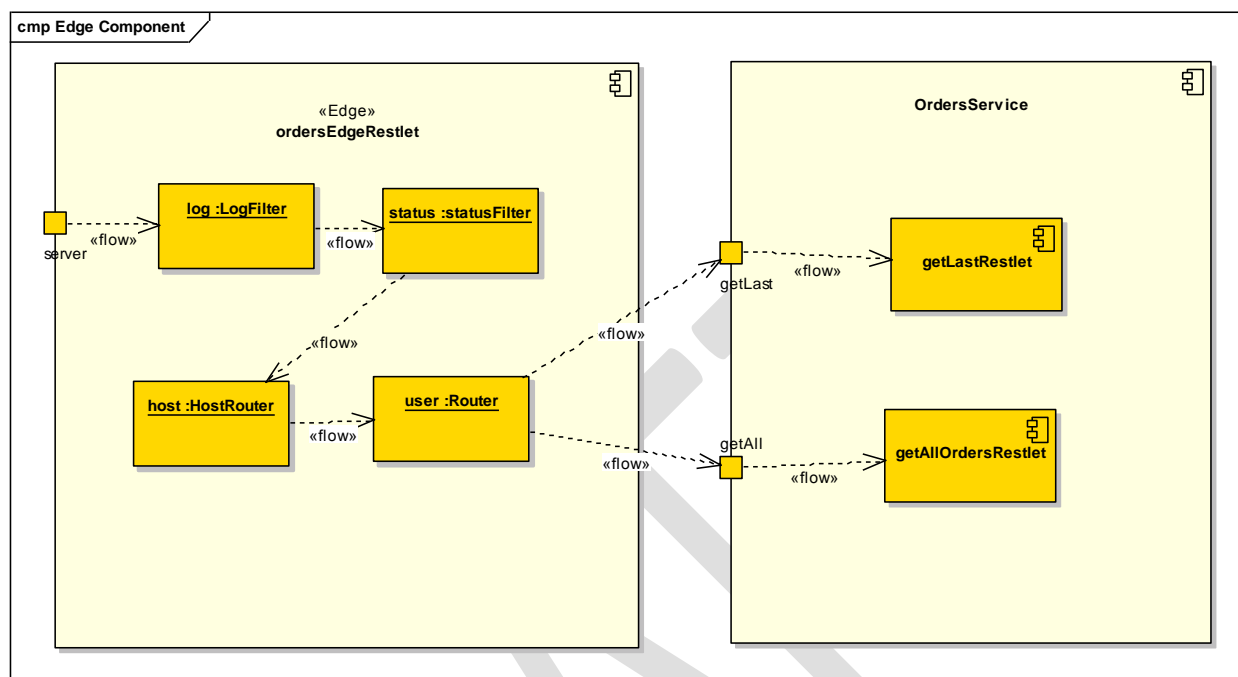 cmp Edge Component
«Edge»
ordersEdgeRestlet
OrdersService
log :LogFilter
status :statusFilter
server
«flow»
«flow»
getLast
«flow»
getLastRestlet
«flow»
«flow»
host :HostRouter
user :Router
«flow»
getAll
«flow»
getAllOrdersRestlet
«flow»